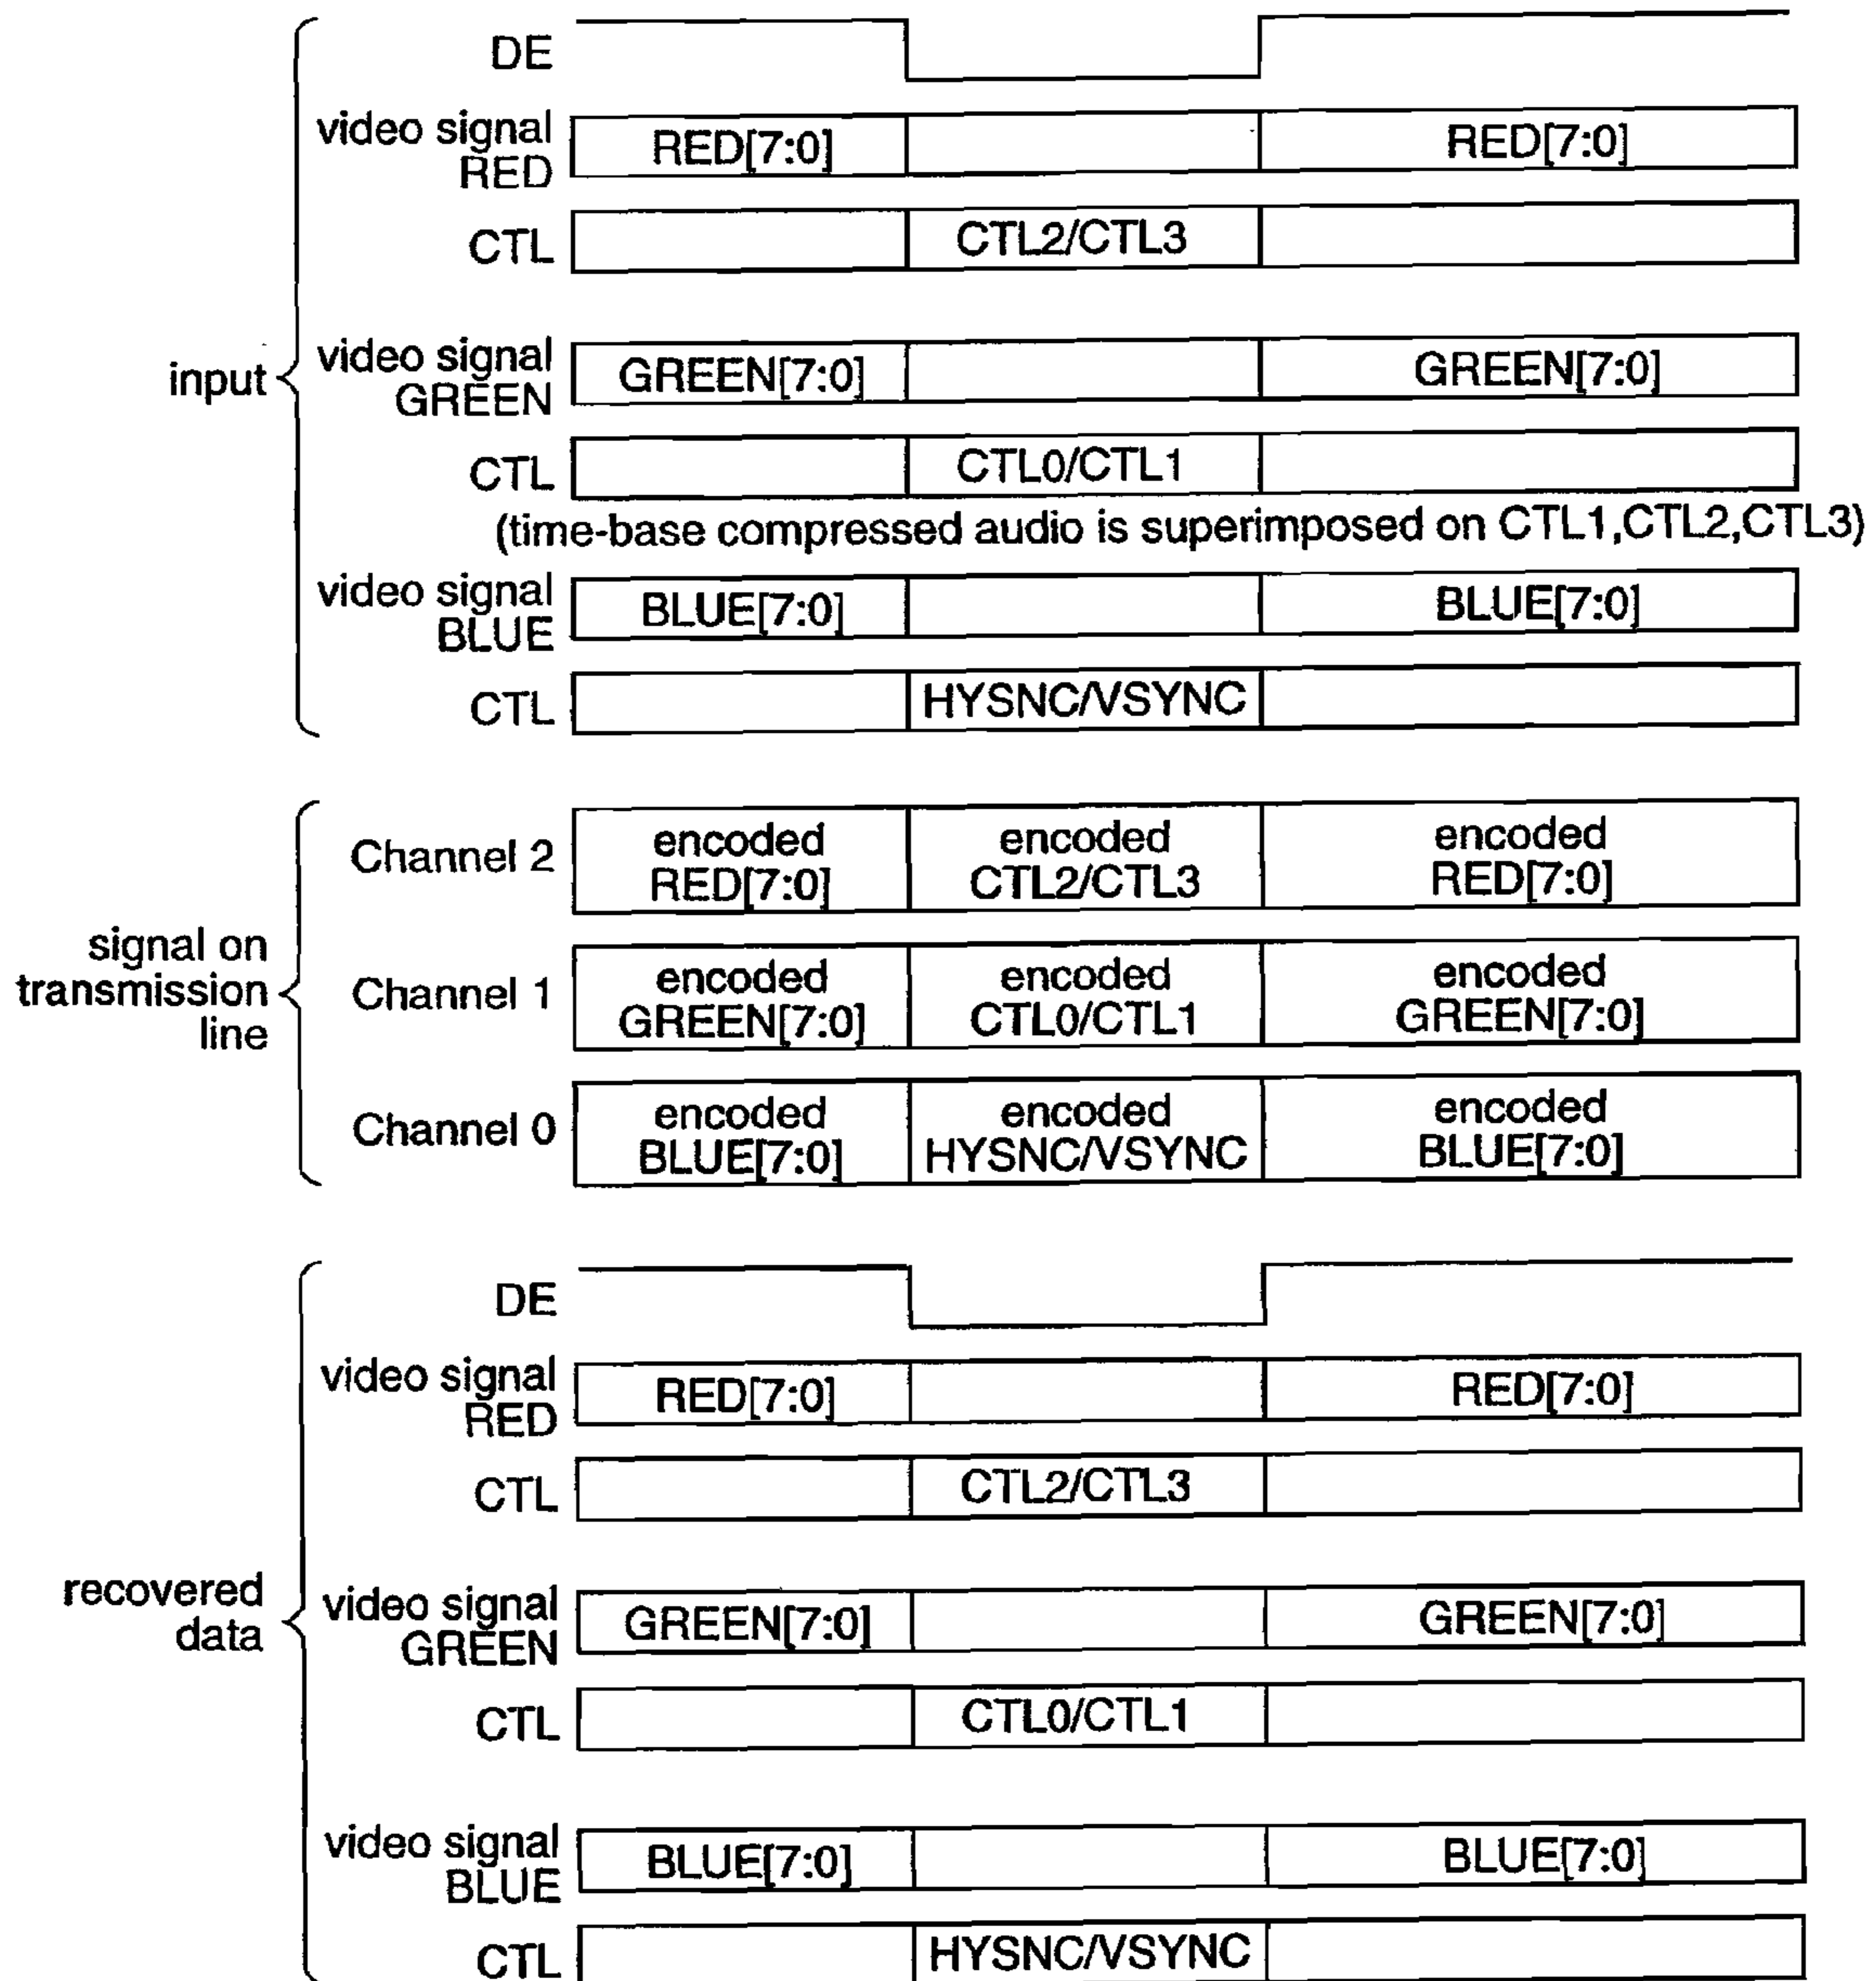 DE
video signal
RED
RED[7:0] RED[7:0]
CTL CTL2/CTL3
input
video signal
GREEN
GREEN[7:0] GREEN[7:0]
CTL CTL0/CTL1
(time-base compressed audio is superimposed on CTL1,CTL2,CTL3)
video signal
BLUE
BLUE[7:0] BLUE[7:0]
CTL HYSNC/VSYNC
signal on
transmission
line
Channel 2
encoded
RED[7:0]
encoded
CTL2/CTL3
encoded
RED[7:0]
Channel 1
encoded
GREEN[7:0]
encoded
CTL0/CTL1
encoded
GREEN[7:0]
Channel 0
encoded
BLUE[7:0]
encoded
HYSNC/VSYNC
encoded
BLUE[7:0]
DE
video signal
RED
RED[7:0] RED[7:0]
CTL CTL2/CTL3
recovered
data
video signal
GREEN
GREEN[7:0] GREEN[7:0]
CTL CTL0/CTL1
video signal
BLUE
BLUE[7:0] BLUE[7:0]
CTL HYSNC/VSYNC